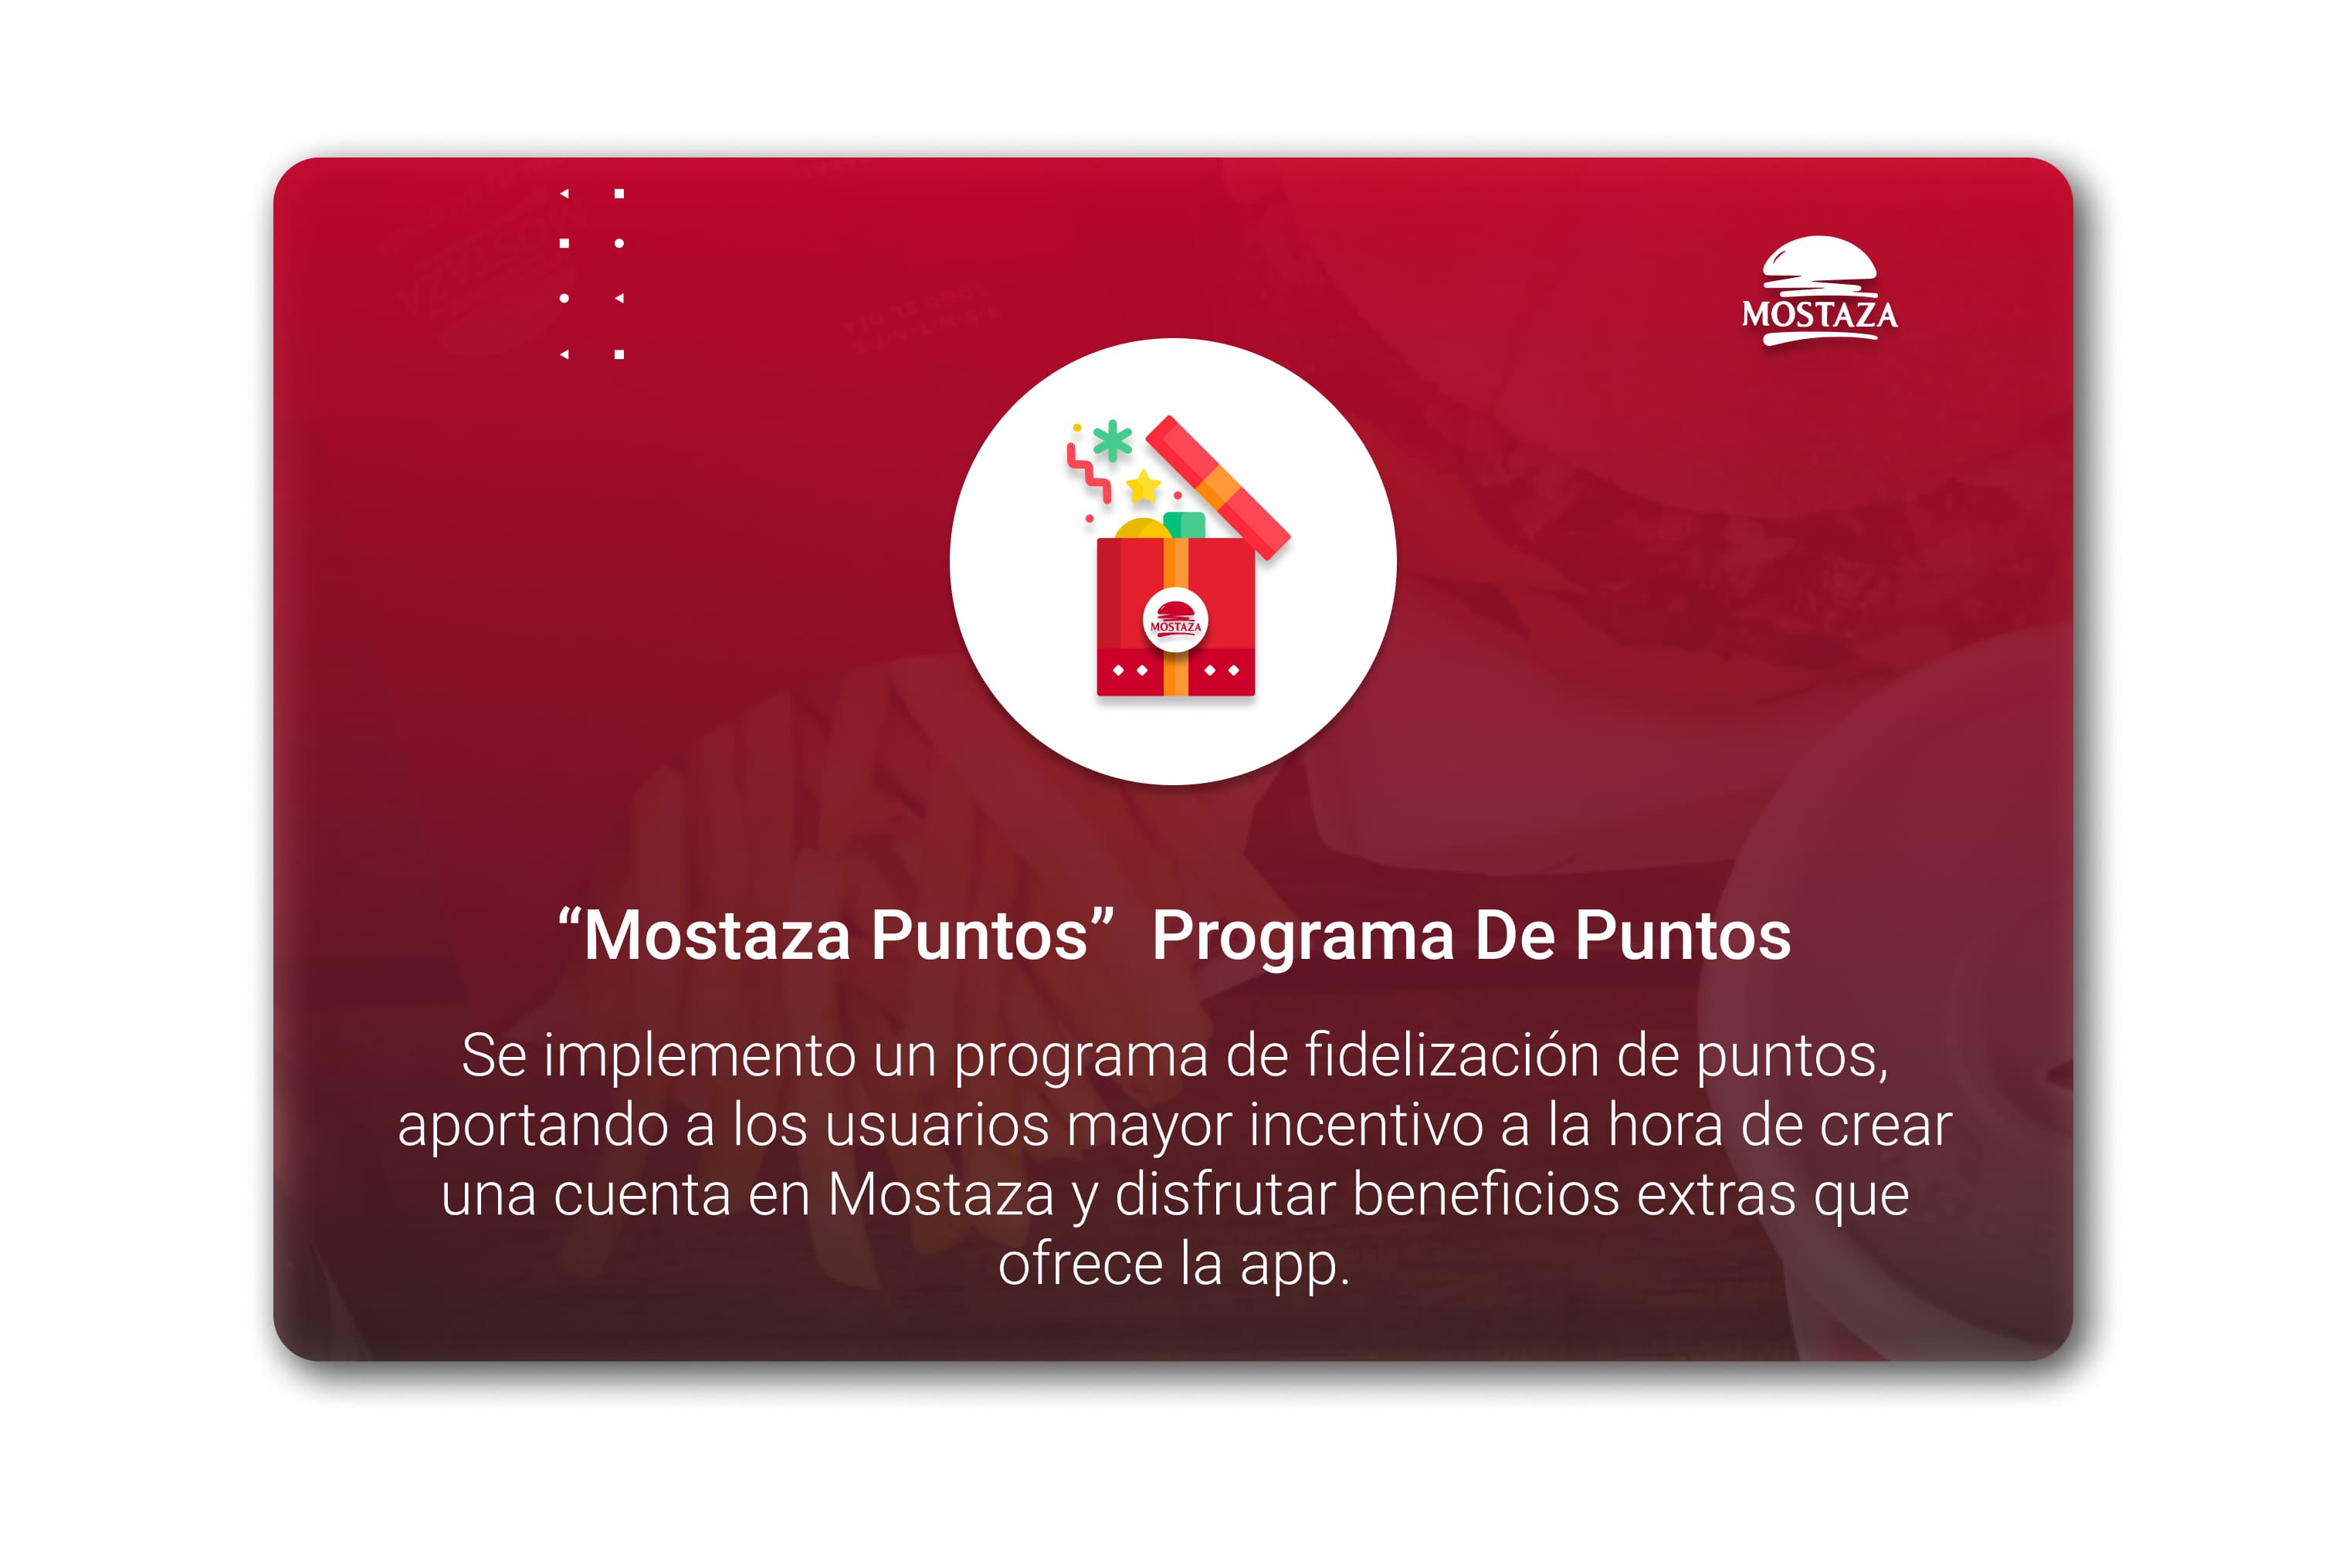 MOSTAZA
MOSTAZA
“Mostaza Puntos”  Programa De Puntos
Se implemento un programa de fidelización de puntos,
aportando a los usuarios mayor incentivo a la hora de crear
una cuenta en Mostaza y disfrutar beneficios extras que
ofrece la app.